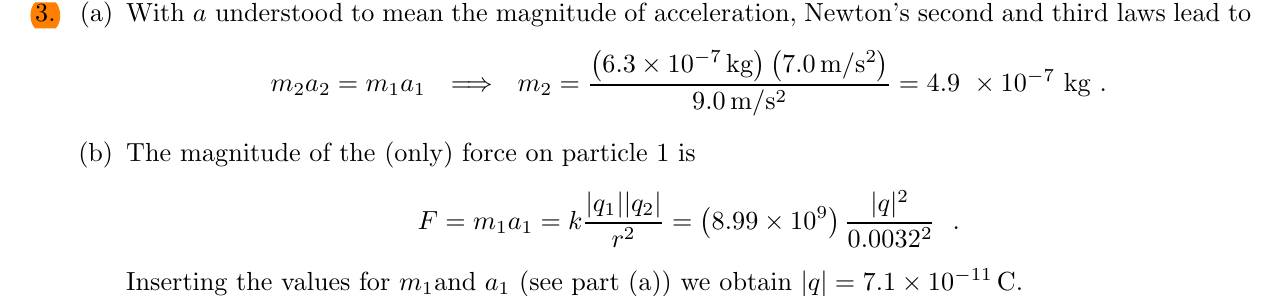 3. (a) With a understood to mean the magnitude of acceleration, Newton's second and third laws lead to
m₂a₂ = m₁a₁ ⟹ m₂ = (6.3 × 10⁻⁷ kg) (7.0 m/s²) / 9.0 m/s² = 4.9 × 10⁻⁷ kg .
(b) The magnitude of the (only) force on particle 1 is
F = m₁a₁ = k |q₁||q₂| / r² = (8.99 × 10⁹) |q|² / 0.0032² .
Inserting the values for m₁and a₁ (see part (a)) we obtain |q| = 7.1 × 10⁻¹¹ C.